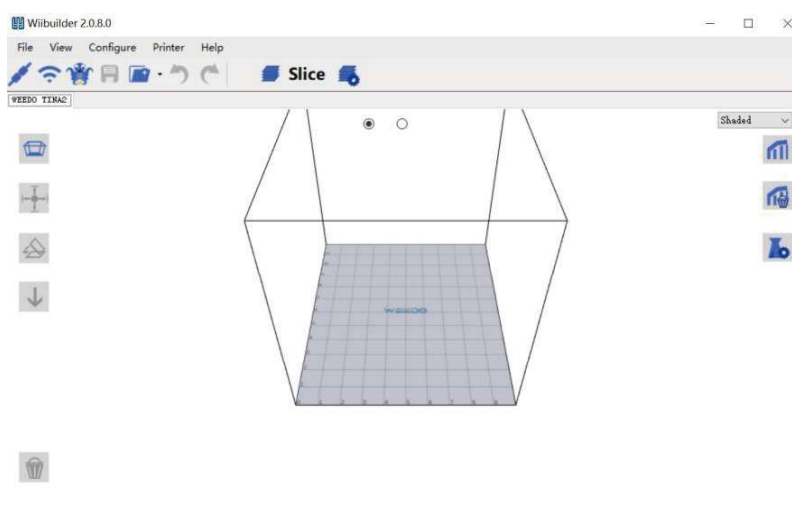 Wiibuilder 2.0.8.0
File View Configure Printer Help
Slice
WEEDO TINA2
Shaded
WEEDO